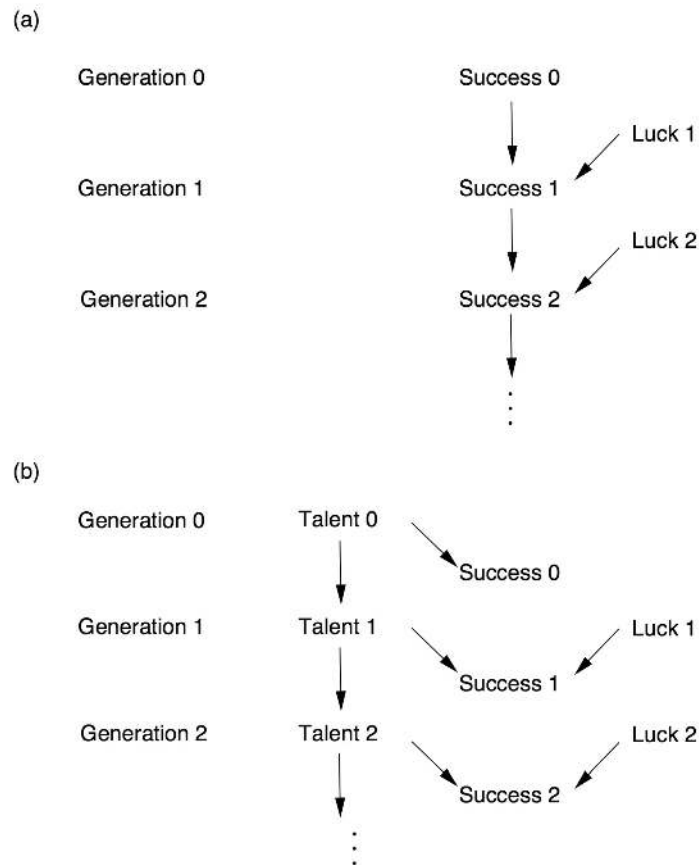 (a)
Generation 0 Success 0
Luck 1
Generation 1 Success 1
Luck 2
Generation 2 Success 2
(b)
Generation 0 Talent 0
Success 0
Generation 1 Talent 1 Luck 1
Success 1
Generation 2 Talent 2 Luck 2
Success 2